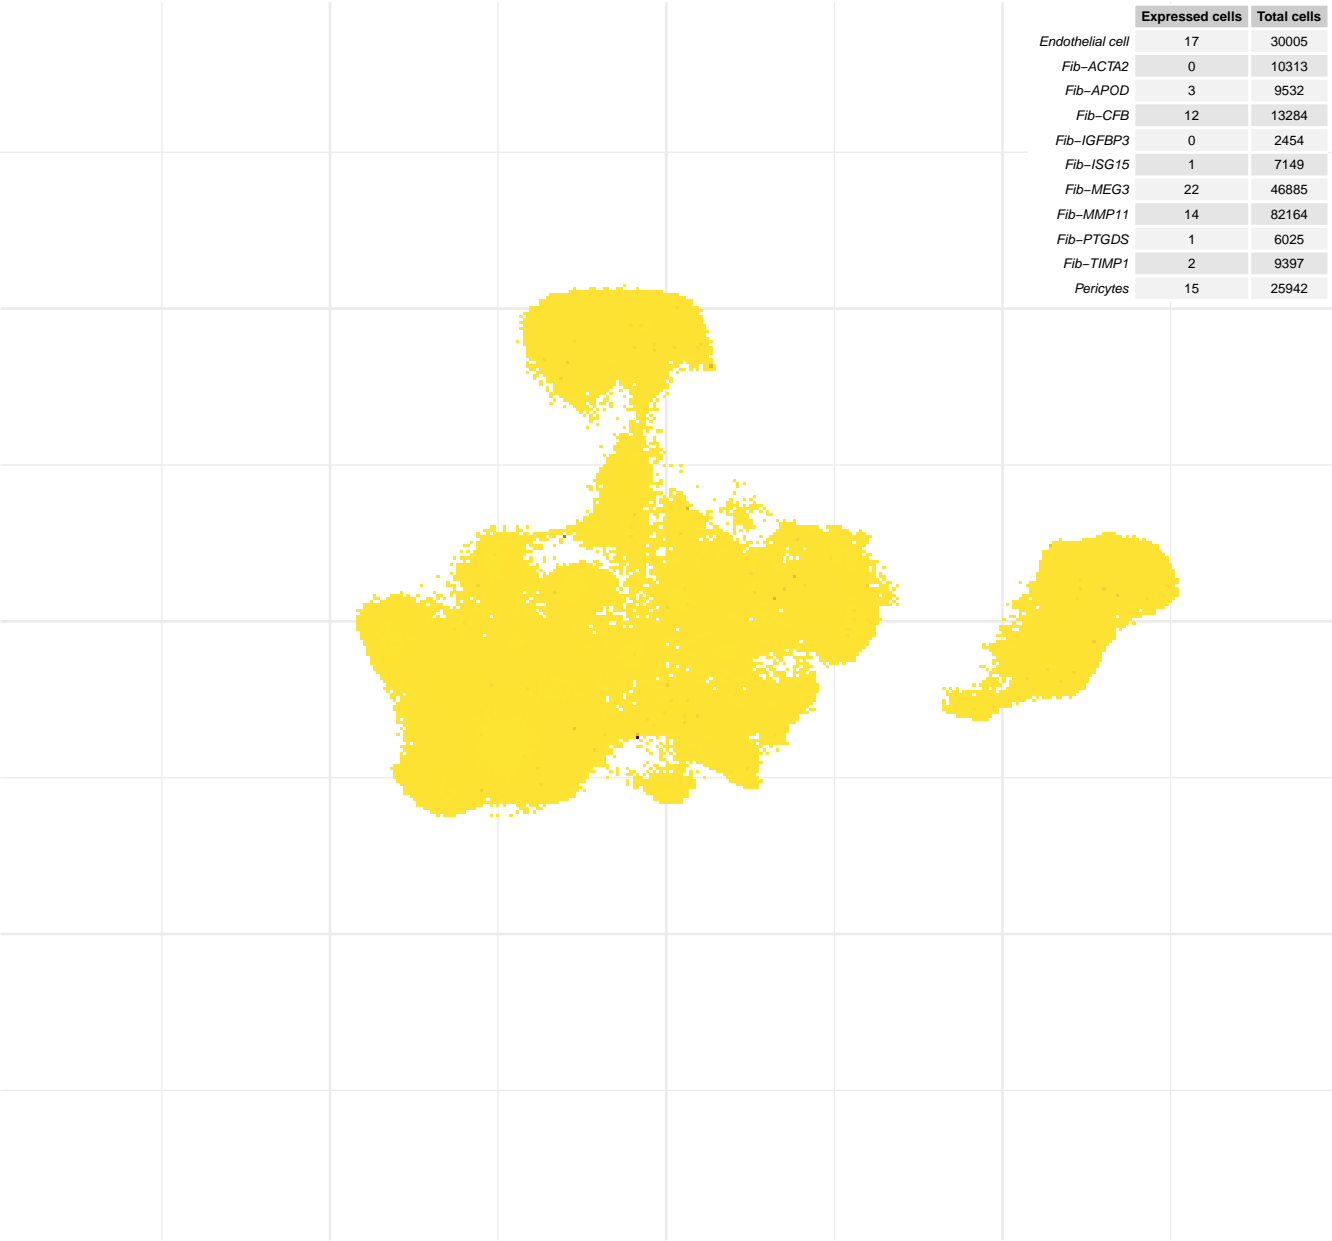 Expressed cells Total cells
Endothelial cell 17 30005
Fib−ACTA2 0 10313
Fib−APOD 3 9532
Fib−CFB 12 13284
Fib−IGFBP3 0 2454
Fib−ISG15 1 7149
Fib−MEG3 22 46885
Fib−MMP11 14 82164
Fib−PTGDS 1 6025
Fib−TIMP1 2 9397
Pericytes 15 25942